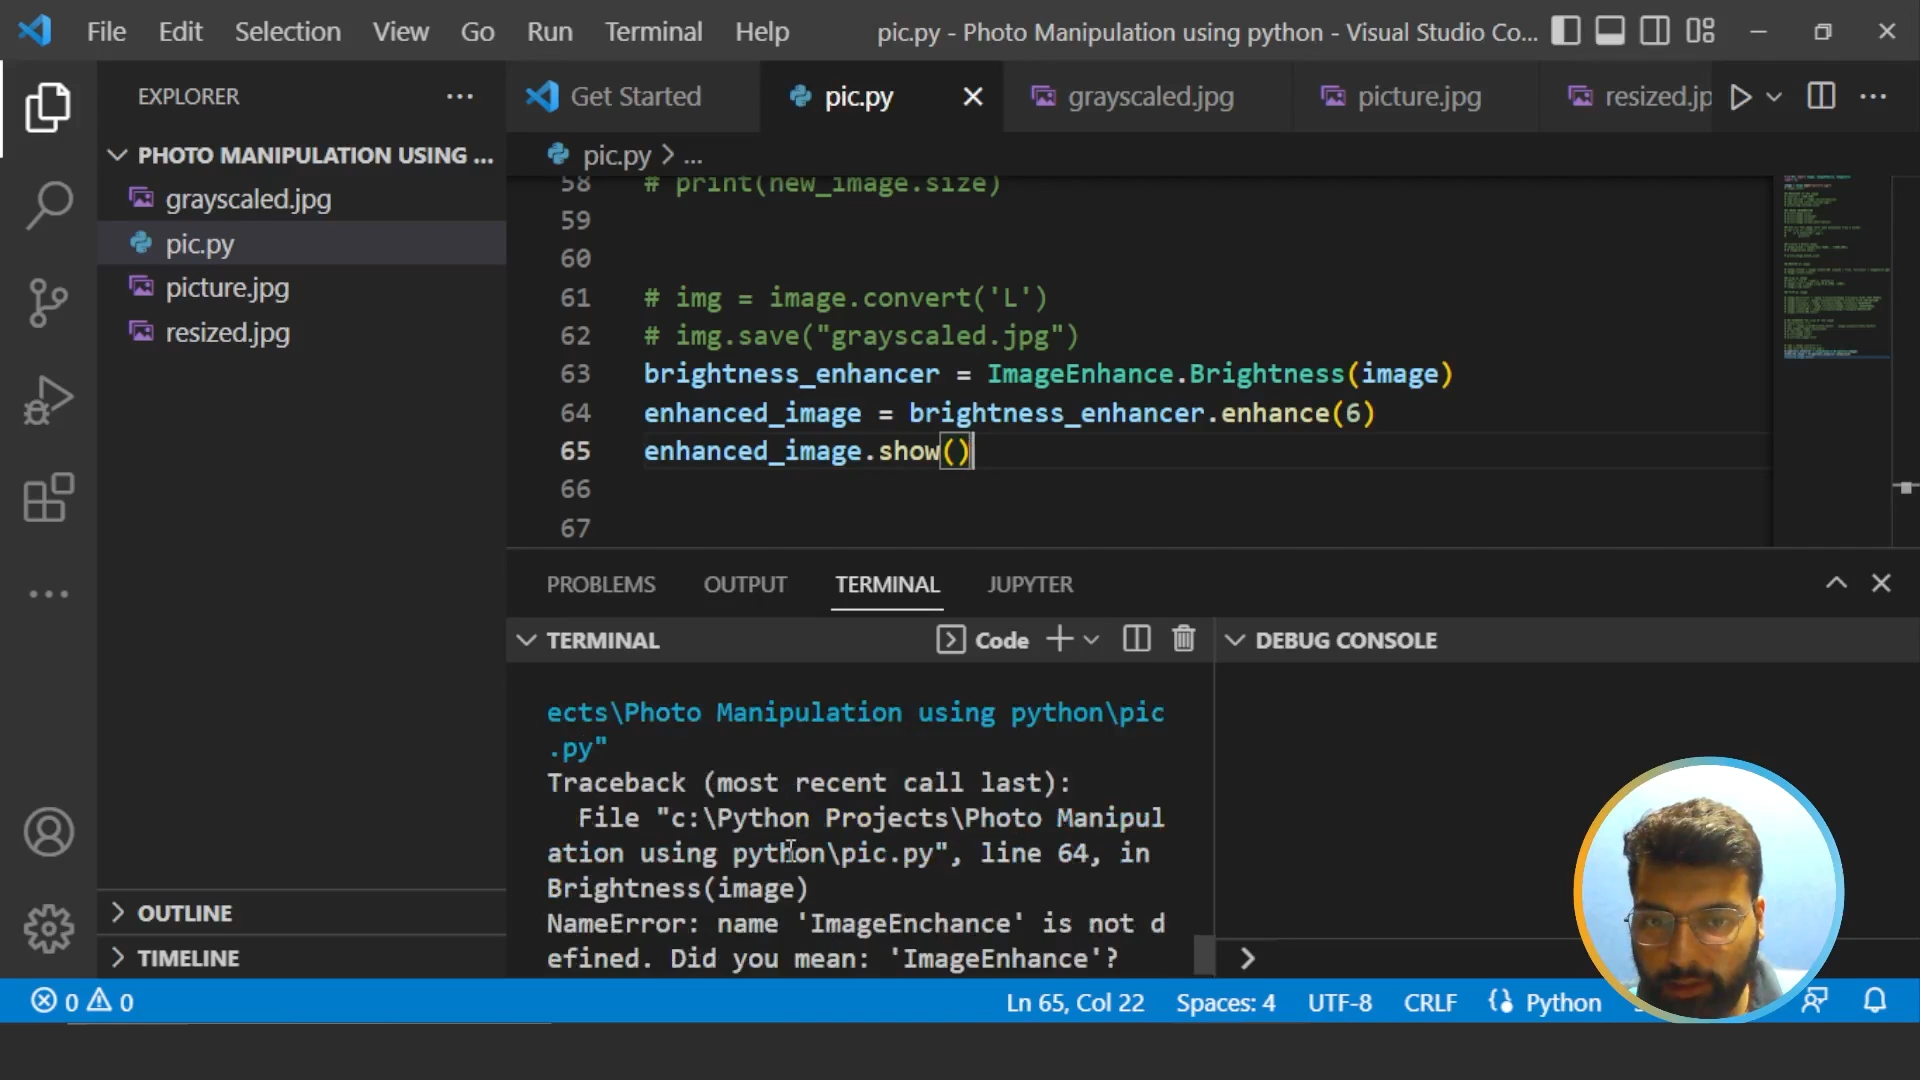 File Edit Selection View Go Run Terminal Help pic.py - Photo Manipulation using python - Visual Studio Co...
EXPLORER
PHOTO MANIPULATION USING ...
grayscaled.jpg
pic.py
picture.jpg
resized.jpg
OUTLINE
TIMELINE
Get Started pic.py grayscaled.jpg picture.jpg resized.jp
pic.py > ...
58 # print(new_image.size)
59
60
61 # img = image.convert('L')
62 # img.save("grayscaled.jpg")
63 brightness_enhancer = ImageEnhance.Brightness(image)
64 enhanced_image = brightness_enhancer.enhance(6)
65 enhanced_image.show()
66
67
PROBLEMS OUTPUT TERMINAL JUPYTER
TERMINAL Code DEBUG CONSOLE
ects\Photo Manipulation using python\pic
.py"
Traceback (most recent call last):
File "c:\Python Projects\Photo Manipul
ation using python\pic.py", line 64, in
Brightness(image)
NameError: name 'ImageEnchance' is not d
efined. Did you mean: 'ImageEnhance'?
0 0 Ln 65, Col 22 Spaces: 4 UTF-8 CRLF Python